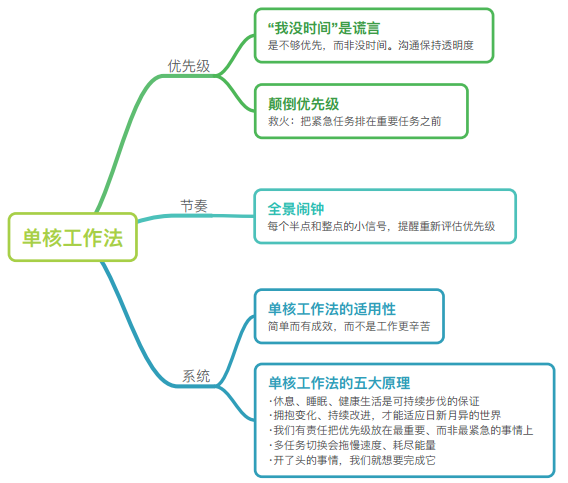 单核工作法
优先级
“我没时间”是谎言
是不够优先，而非没时间。沟通保持透明度
颠倒优先级
救火：把紧急任务排在重要任务之前
节奏
全景闹钟
每个半点和整点的小信号，提醒重新评估优先级
系统
单核工作法的适用性
简单而有成效，而不是工作更辛苦
单核工作法的五大原理
·休息、睡眠、健康生活是可持续步伐的保证
·拥抱变化、持续改进，才能适应日新月异的世界
·我们有责任把优先级放在最重要、而非最紧急的事情上
·多任务切换会拖慢速度、耗尽能量
·开了头的事情，我们就想要完成它